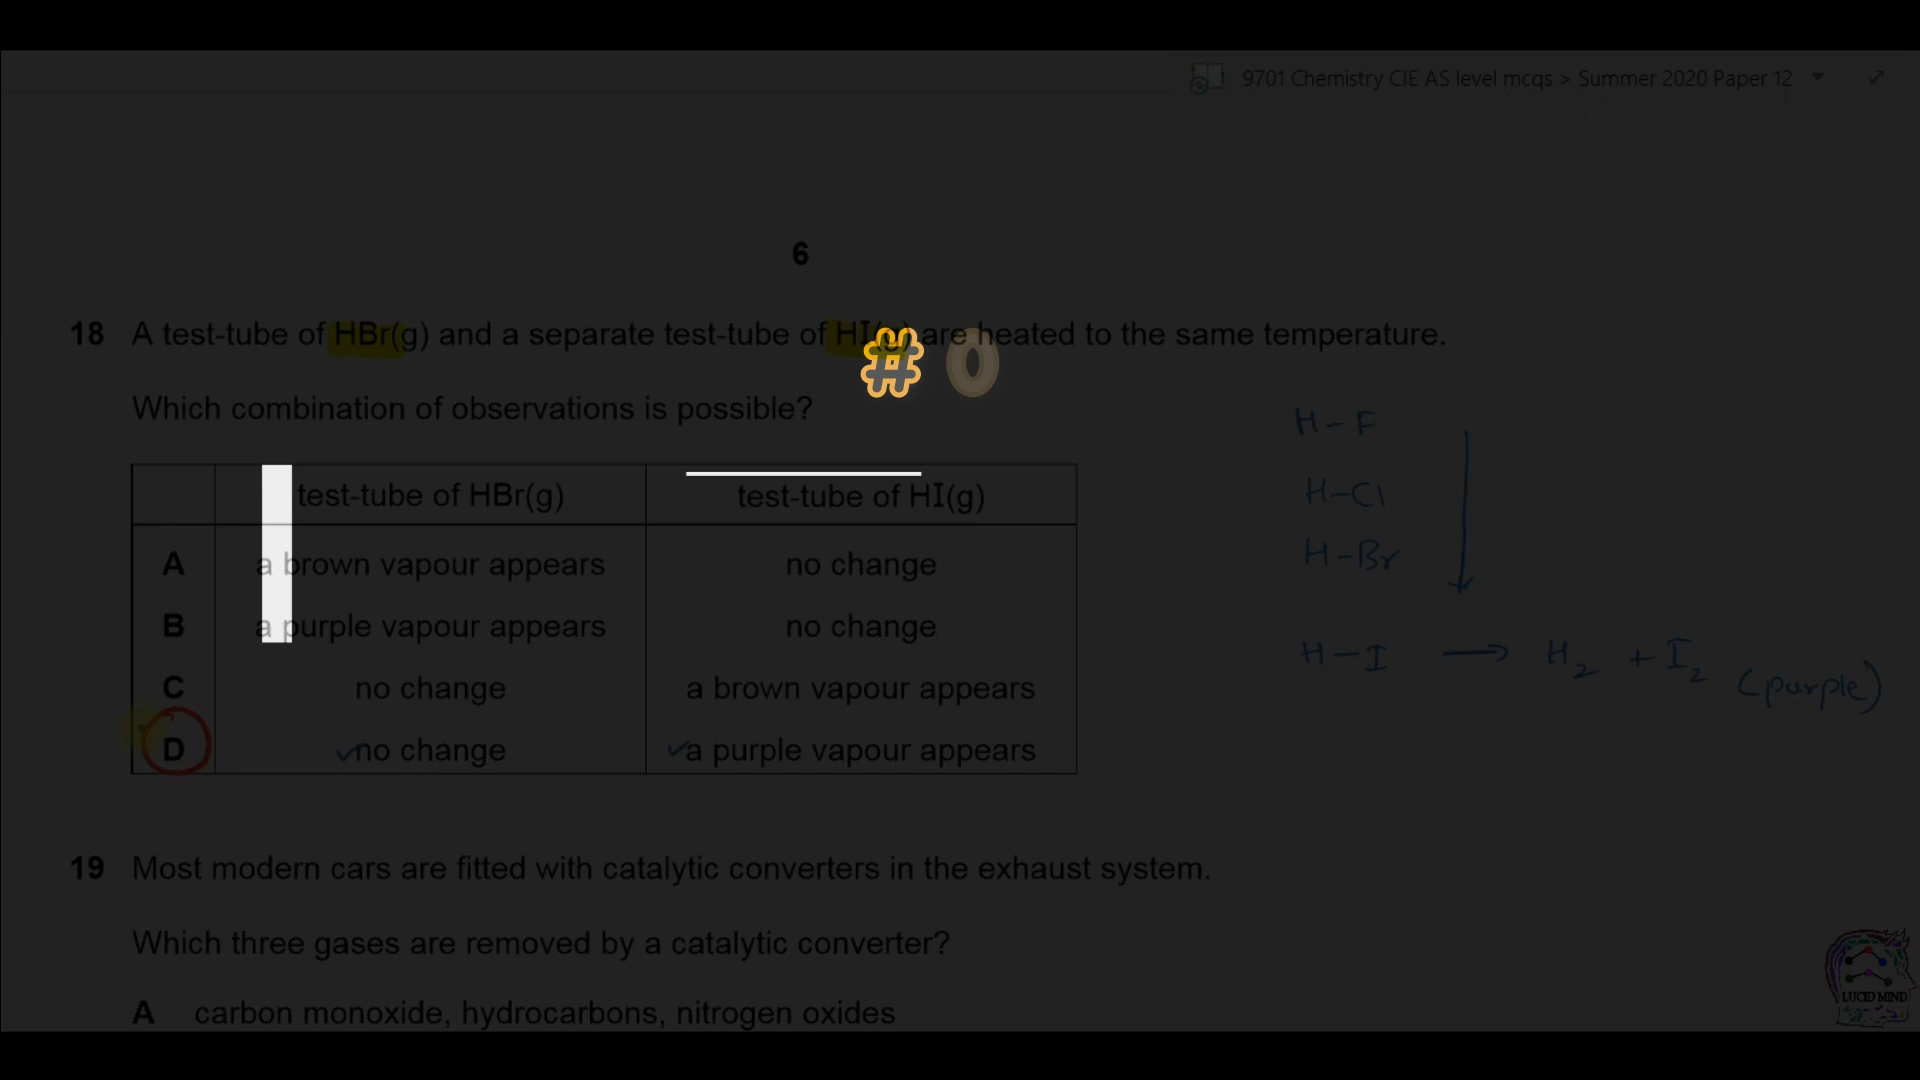 9701 Chemistry CIE AS level mcqs > Summer 2020 Paper 12
6
18 A test-tube of HBr(g) and a separate test-tube of HI(g) are heated to the same temperature.
# 0
Which combination of observations is possible?
test-tube of HBr(g) test-tube of HI(g)
A a brown vapour appears no change
B a purple vapour appears no change
C no change a brown vapour appears
D ✓no change ✓a purple vapour appears
H-F
H-Cl
H-Br
H-I → H₂ + I₂ (purple)
19 Most modern cars are fitted with catalytic converters in the exhaust system.
Which three gases are removed by a catalytic converter?
A carbon monoxide, hydrocarbons, nitrogen oxides
LUCID MIND